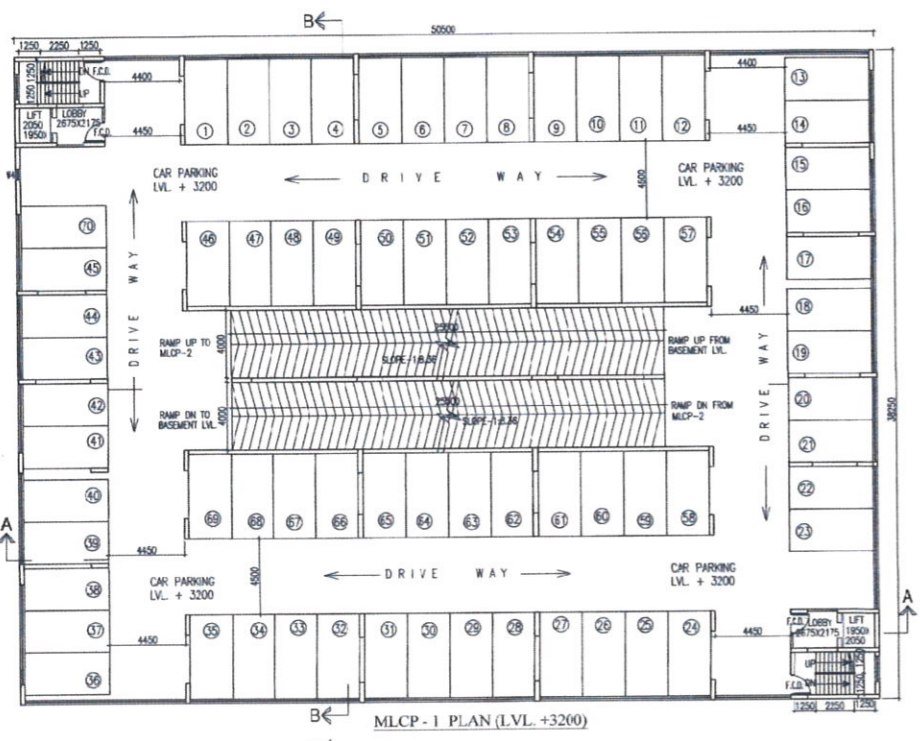 B
50500
1250 2250 1250
1250 1250
DN F.C.D.
UP
LIFT
2050
1950)
LOBBY
2675X2175
F.C.D.
4400
4450
1 2 3 4 5 6 7 8 9 10 11 12
4400
4450
13
14
15
16
17
18
19
20
21
22
23
CAR PARKING
LVL + 3200
DRIVE WAY
CAR PARKING
LVL. + 3200
4500
70
45
44
43
42
41
40
39
38
37
36
DRIVE WAY
46 47 48 49 50 51 52 53 54 55 56 57
4450
RAMP UP TO
MLCP-2
4000
25500
SLOPE-1:8.36
RAMP UP FROM
BASEMENT LVL.
RAMP DN TO
BASEMENT LVL
4000
25500
SLOPE-1:8.36
RAMP DN FROM
MLCP-2
DRIVE WAY
38250
69 68 67 66 65 64 63 62 61 60 59 58
A
4450
4500
CAR PARKING
LVL. + 3200
DRIVE WAY
CAR PARKING
LVL. + 3200
A
4450
35 34 33 32 31 30 29 28 27 26 25 24
4450
F.C.D.
LOBBY
2675X2175
LIFT
1950)
2050
UP
DN
F.C.D.
1250 1250
1250 2250 1250
B
MLCP - 1 PLAN (LVL. +3200)